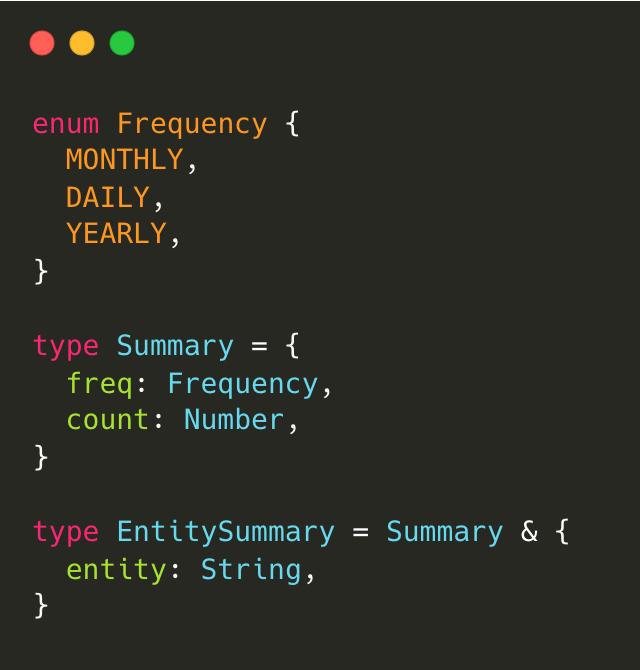 enum Frequency {
  MONTHLY,
  DAILY,
  YEARLY,
}

type Summary = {
  freq: Frequency,
  count: Number,
}

type EntitySummary = Summary & {
  entity: String,
}